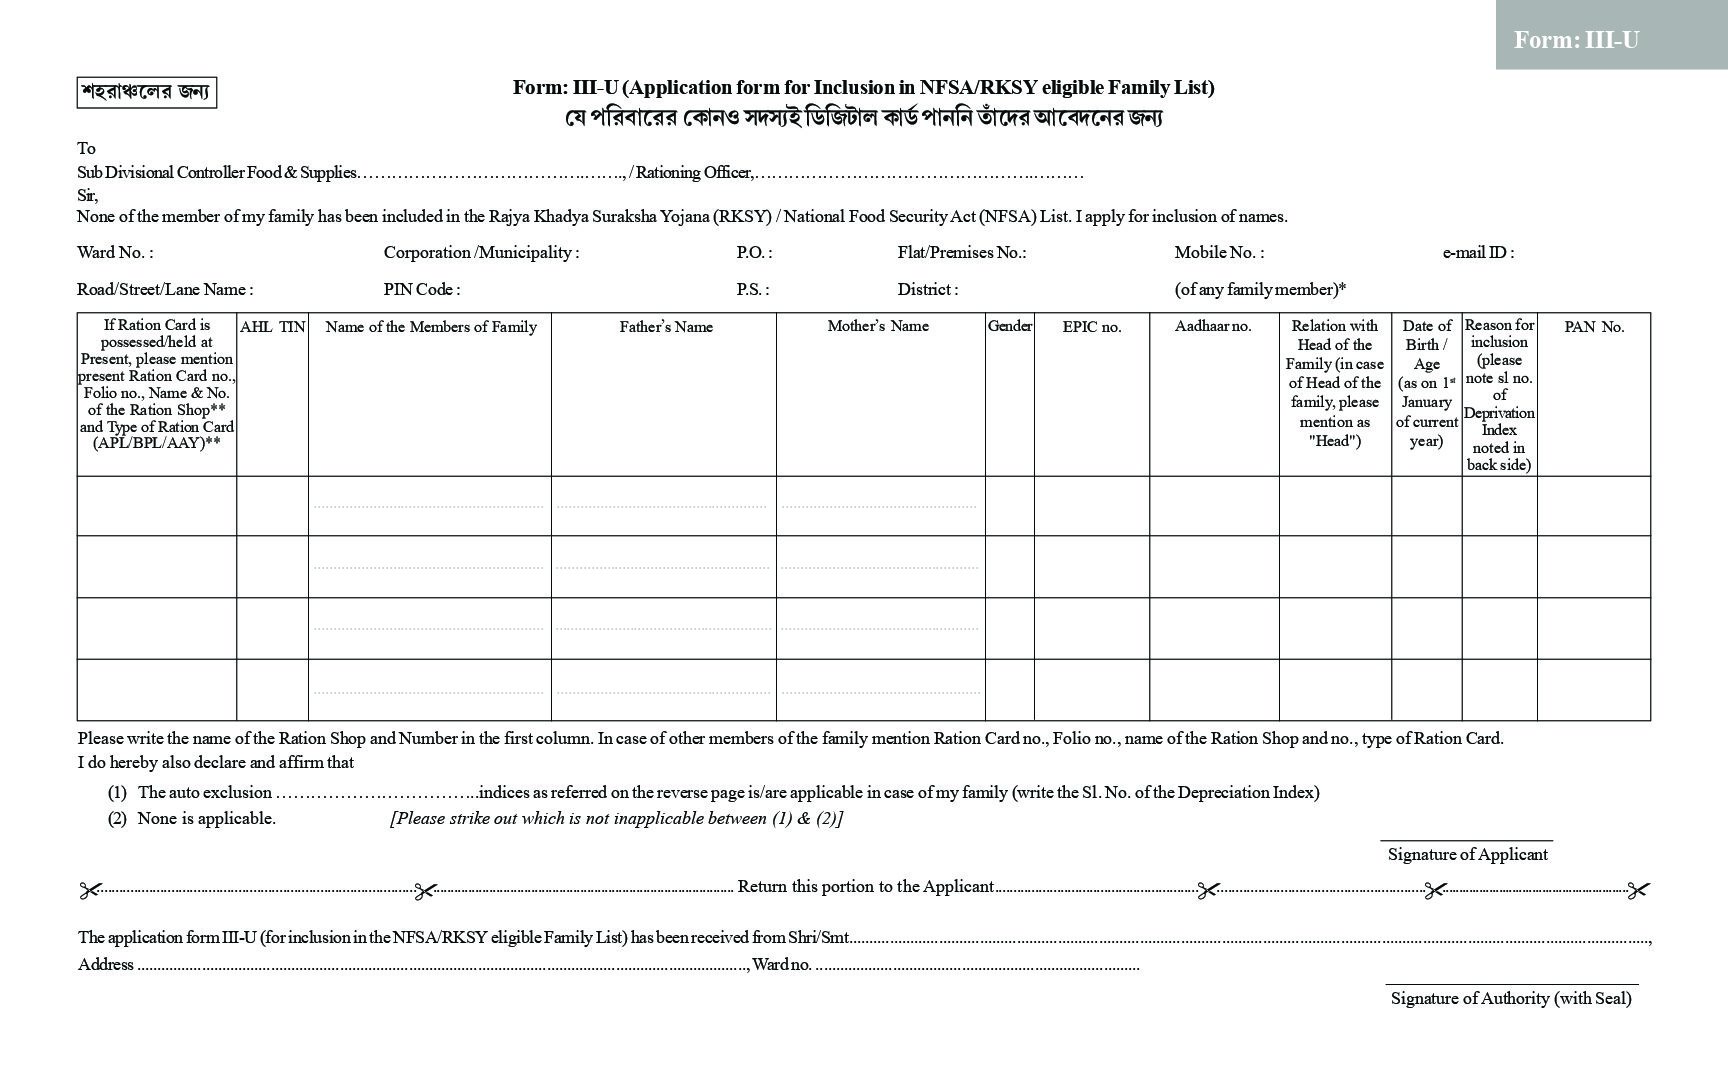 Form: III-U
শহরাঞ্চলের জন্য
Form: III-U (Application form for Inclusion in NFSA/RKSY eligible Family List)
যে পরিবারের কোনও সদস্যই ডিজিটাল কার্ড পাননি তাঁদের আবেদনের জন্য
To
Sub Divisional Controller Food & Supplies..............................................., / Rationing Officer,.........................................................
Sir,
None of the member of my family has been included in the Rajya Khadya Suraksha Yojana (RKSY) / National Food Security Act (NFSA) List. I apply for inclusion of names.
Ward No. : Corporation /Municipality : P.O. : Flat/Premises No.: Mobile No. : e-mail ID :
Road/Street/Lane Name : PIN Code : P.S. : District : (of any family member)*
If Ration Card is
possessed/held at
Present, please mention
present Ration Card no.,
Folio no., Name & No.
of the Ration Shop**
and Type of Ration Card
(APL/BPL/AAY)**
AHL TIN
Name of the Members of Family
Father's Name
Mother's Name
Gender
EPIC no.
Aadhaar no.
Relation with
Head of the
Family (in case
of Head of the
family, please
mention as
"Head")
Date of
Birth /
Age
(as on 1st
January
of current
year)
Reason for
inclusion
(please
note sl no.
of
Deprivation
Index
noted in
back side)
PAN No.
Please write the name of the Ration Shop and Number in the first column. In case of other members of the family mention Ration Card no., Folio no., name of the Ration Shop and no., type of Ration Card.
I do hereby also declare and affirm that
(1) The auto exclusion ..................................indices as referred on the reverse page is/are applicable in case of my family (write the Sl. No. of the Depreciation Index)
(2) None is applicable. [Please strike out which is not inapplicable between (1) & (2)]
Signature of Applicant
Return this portion to the Applicant
The application form III-U (for inclusion in the NFSA/RKSY eligible Family List) has been received from Shri/Smt..............................,
Address .............................., Ward no. ..............................
Signature of Authority (with Seal)